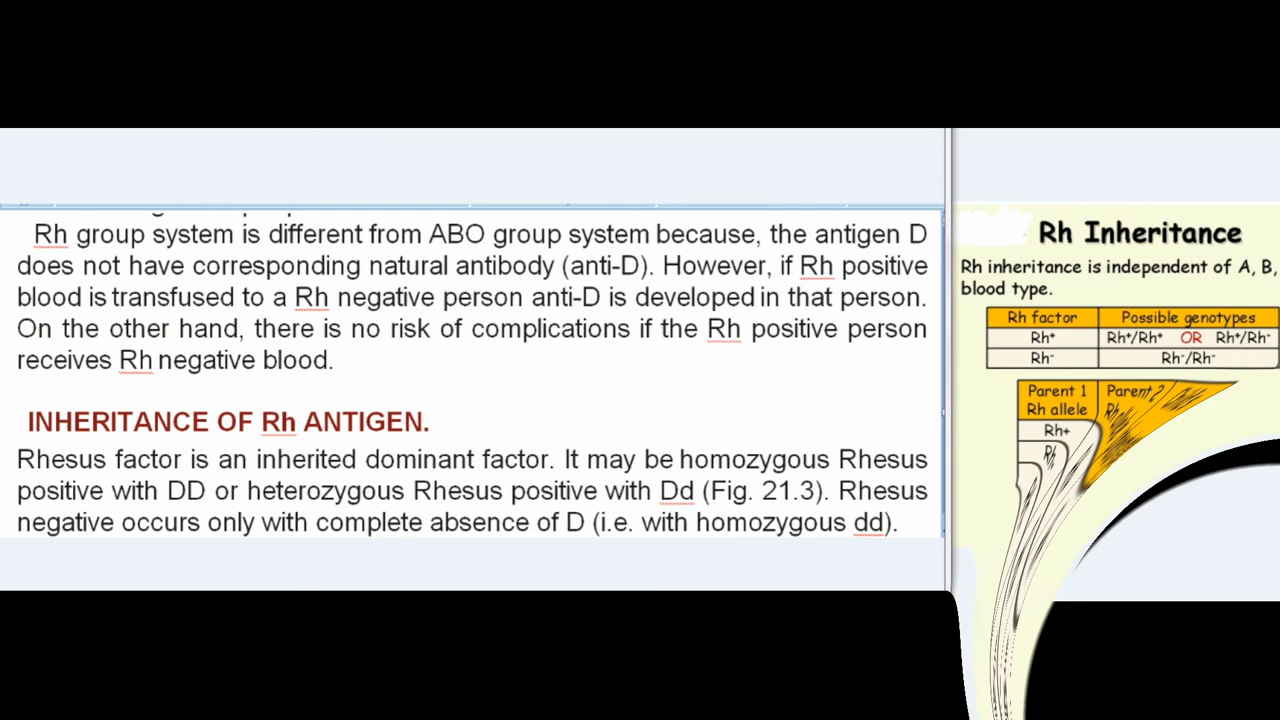 Rh group system is different from ABO group system because, the antigen D
does not have corresponding natural antibody (anti-D). However, if Rh positive
blood is transfused to a Rh negative person anti-D is developed in that person.
On the other hand, there is no risk of complications if the Rh positive person
receives Rh negative blood.
INHERITANCE OF Rh ANTIGEN.
Rhesus factor is an inherited dominant factor. It may be homozygous Rhesus
positive with DD or heterozygous Rhesus positive with Dd (Fig. 21.3). Rhesus
negative occurs only with complete absence of D (i.e. with homozygous dd).
Rh Inheritance
Rh inheritance is independent of A, B,
blood type.
Rh factor Possible genotypes
Rh⁺ Rh⁺/Rh⁺ OR Rh⁺/Rh⁻
Rh⁻ Rh⁻/Rh⁻
Parent 1 Parent 2
Rh allele
Rh+